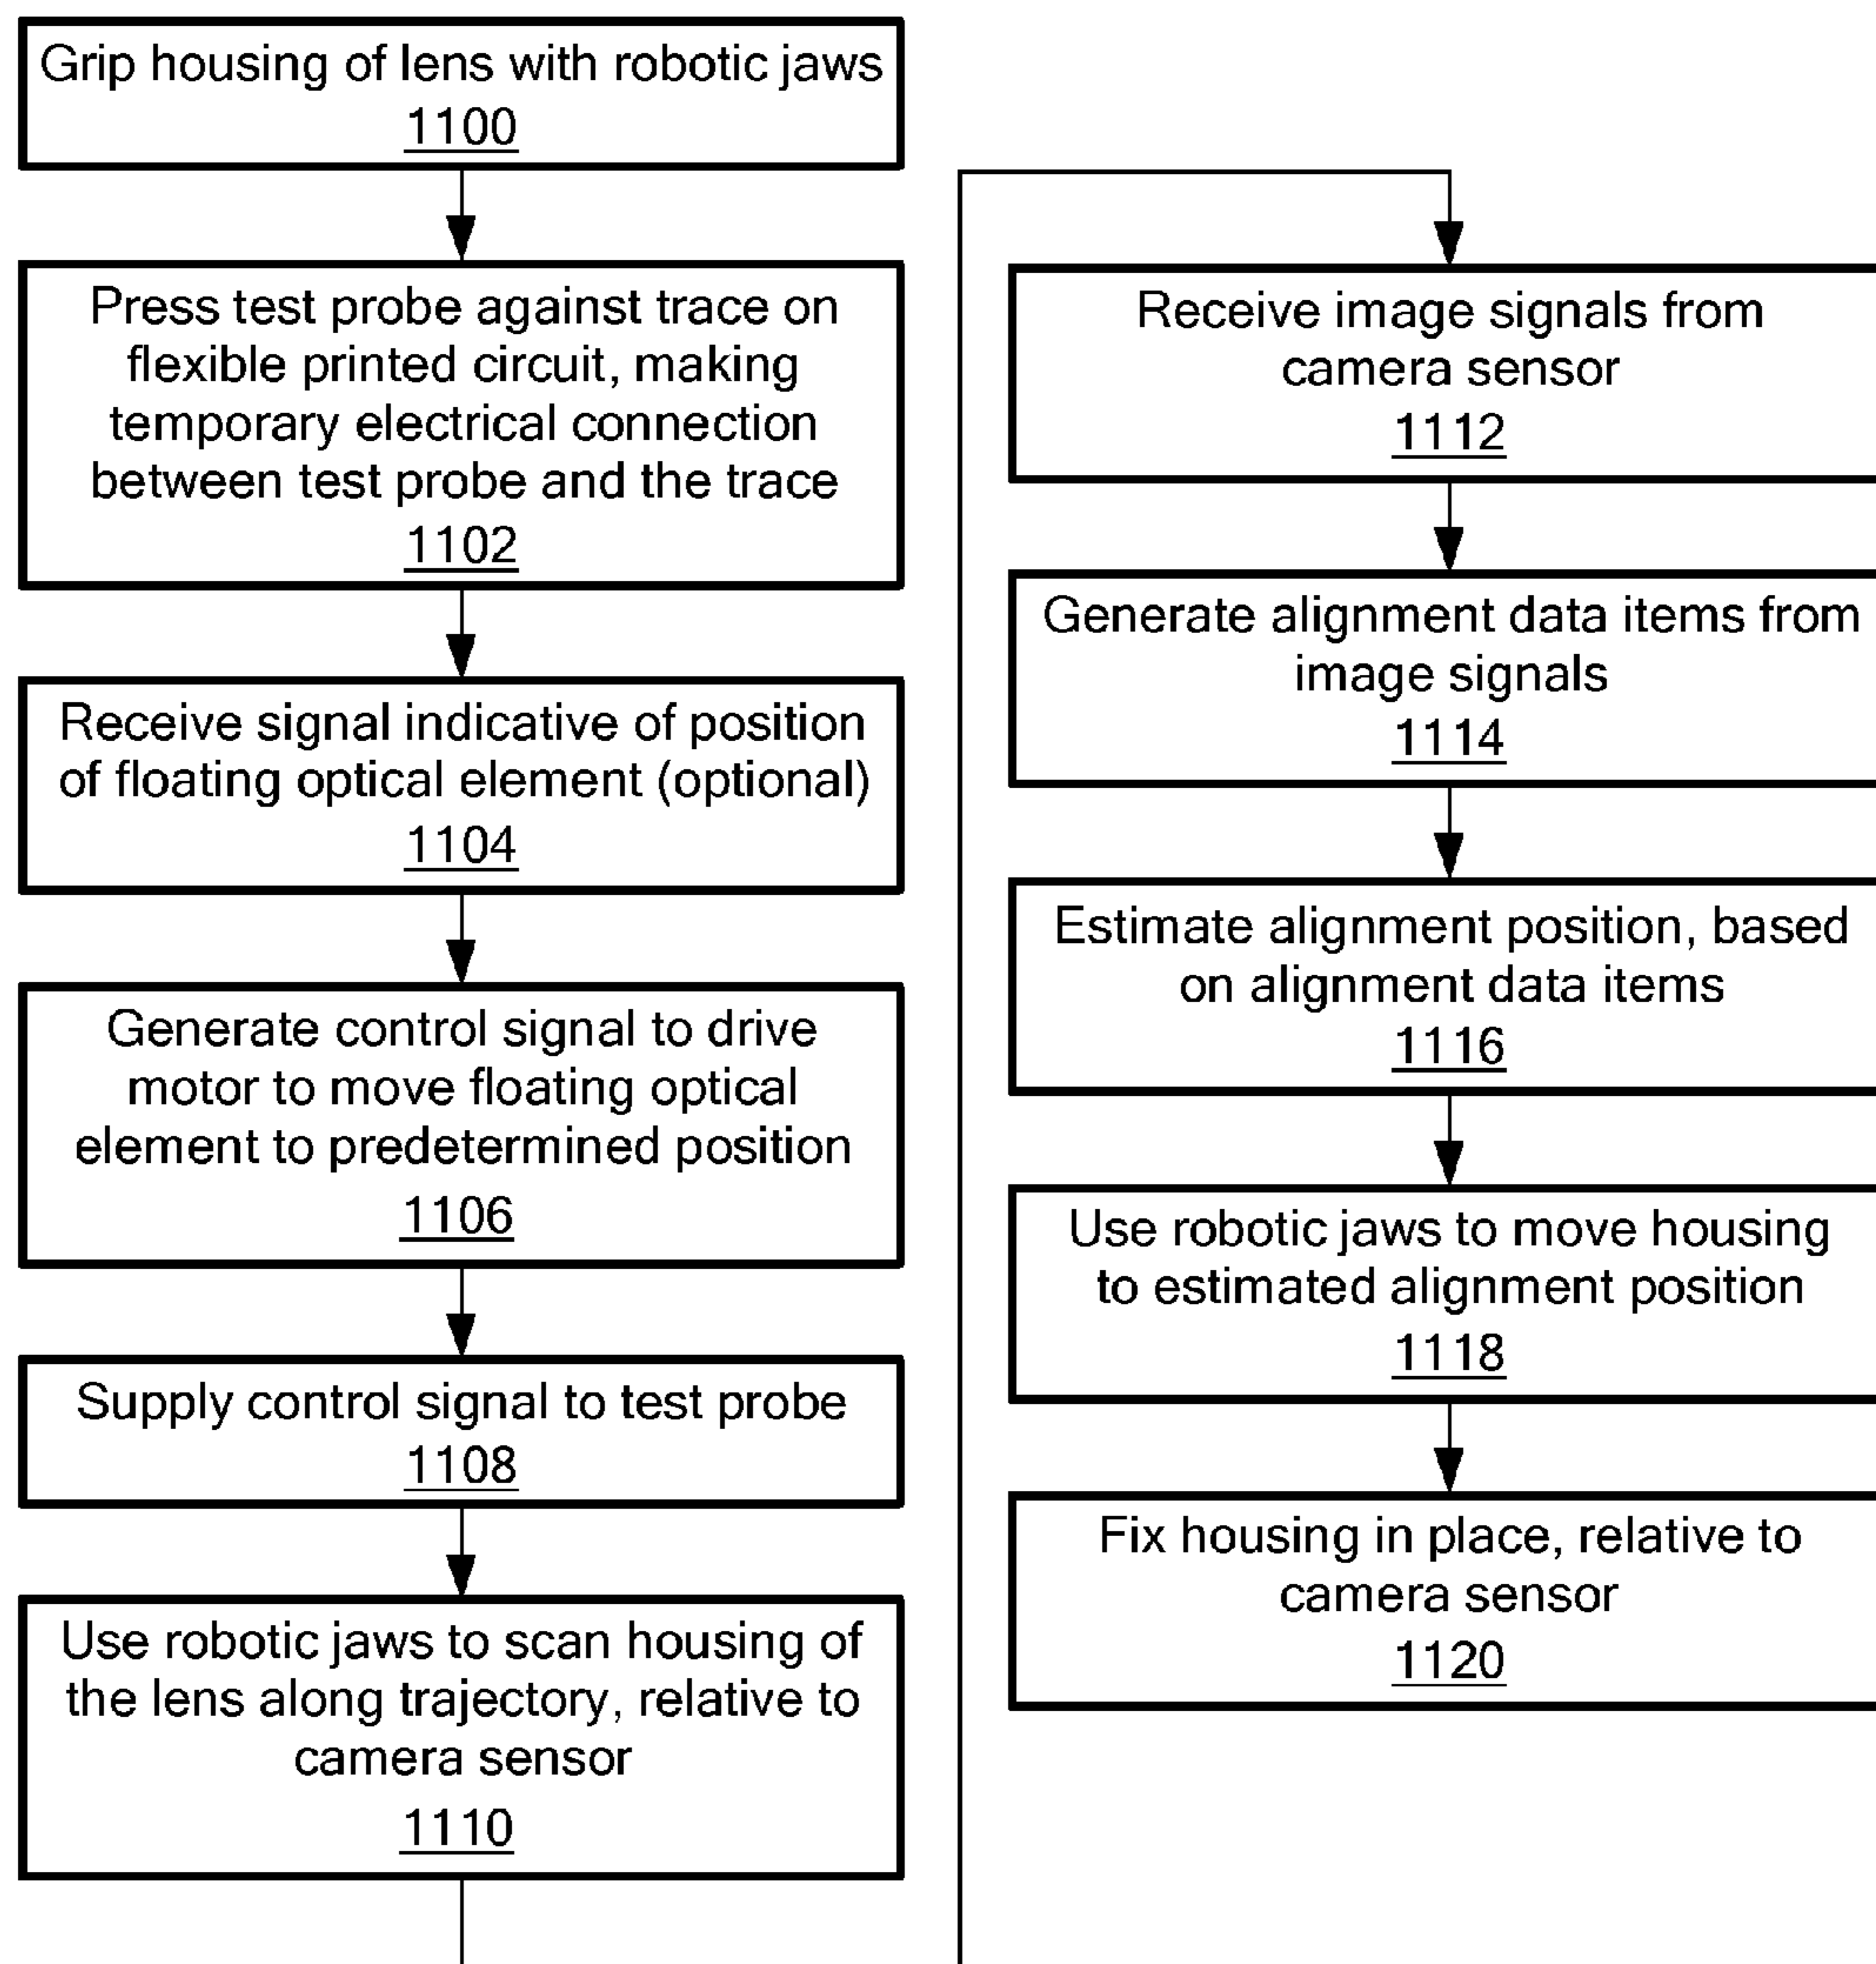 Grip housing of lens with robotic jaws
1100
Press test probe against trace on
flexible printed circuit, making
temporary electrical connection
between test probe and the trace
1102
Receive signal indicative of position
of floating optical element (optional)
1104
Generate control signal to drive
motor to move floating optical
element to predetermined position
1106
Supply control signal to test probe
1108
Use robotic jaws to scan housing of
the lens along trajectory, relative to
camera sensor
1110
Receive image signals from
camera sensor
1112
Generate alignment data items from
image signals
1114
Estimate alignment position, based
on alignment data items
1116
Use robotic jaws to move housing
to estimated alignment position
1118
Fix housing in place, relative to
camera sensor
1120